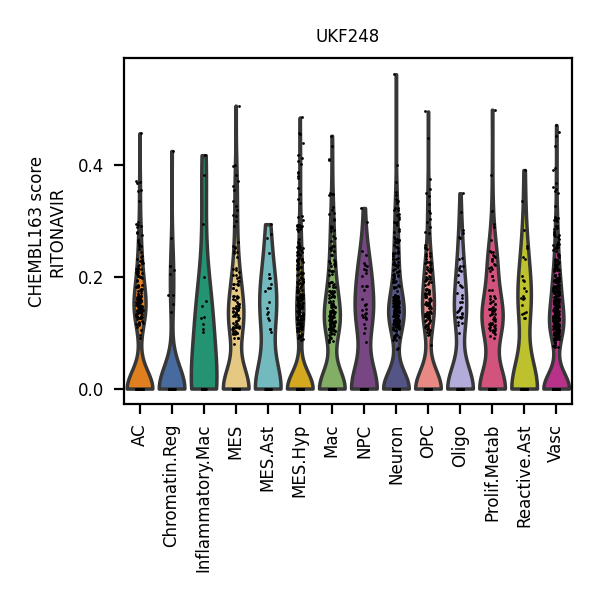 UKF248
CHEMBL163 score
RITONAVIR
0.4
0.2
0.0
AC
Chromatin.Reg
Inflammatory.Mac
MES
MES.Ast
MES.Hyp
Mac
NPC
Neuron
OPC
Oligo
Prolif.Metab
Reactive.Ast
Vasc